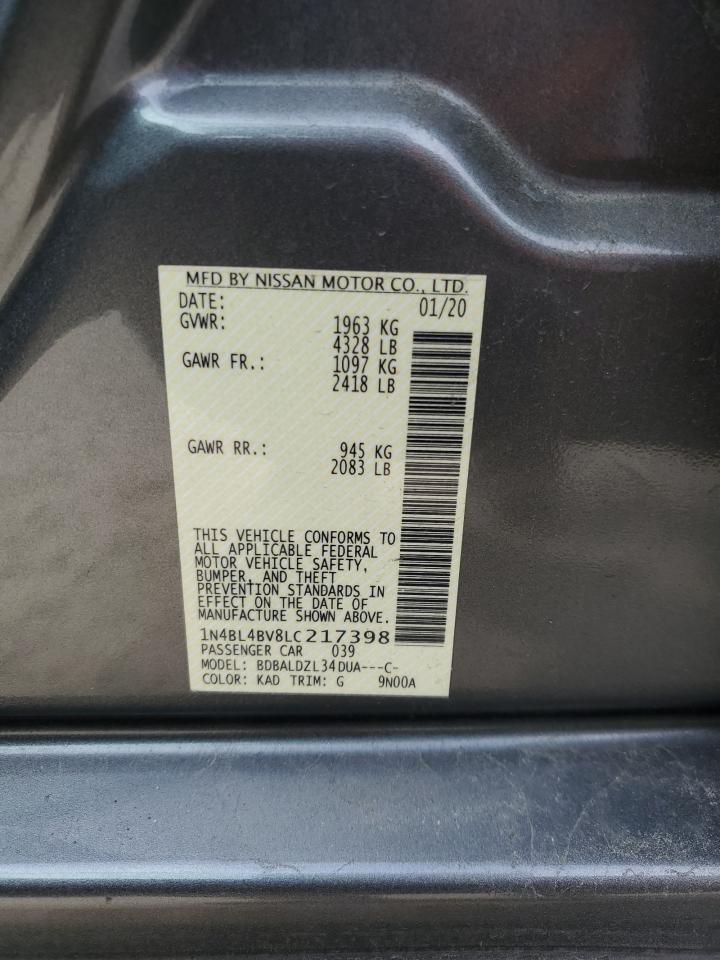 MFD BY NISSAN MOTOR CO., LTD.
DATE: 01/20
GVWR: 1963 KG
4328 LB
GAWR FR.: 1097 KG
2418 LB
GAWR RR.: 945 KG
2083 LB
THIS VEHICLE CONFORMS TO
ALL APPLICABLE FEDERAL
MOTOR VEHICLE SAFETY,
BUMPER, AND THEFT
PREVENTION STANDARDS IN
EFFECT ON THE DATE OF
MANUFACTURE SHOWN ABOVE.
1N4BL4BV8LC217398
PASSENGER CAR 039
MODEL: BDBALDZL34DUA---C-
COLOR: KAD TRIM: G 9N00A